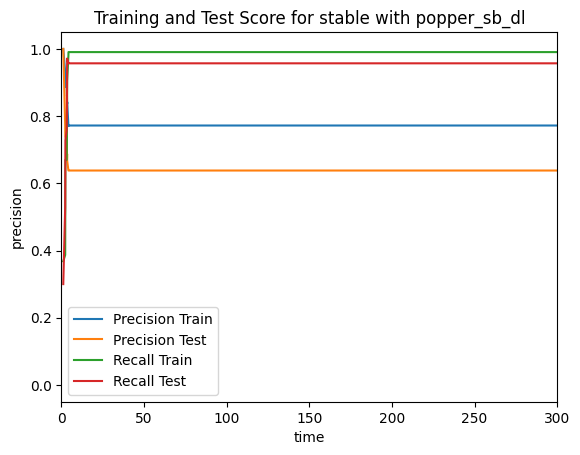 Training and Test Score for stable with popper_sb_dl
1.0
0.8
0.6
0.4
0.2
0.0
precision
Precision Train
Precision Test
Recall Train
Recall Test
0 50 100 150 200 250 300
time